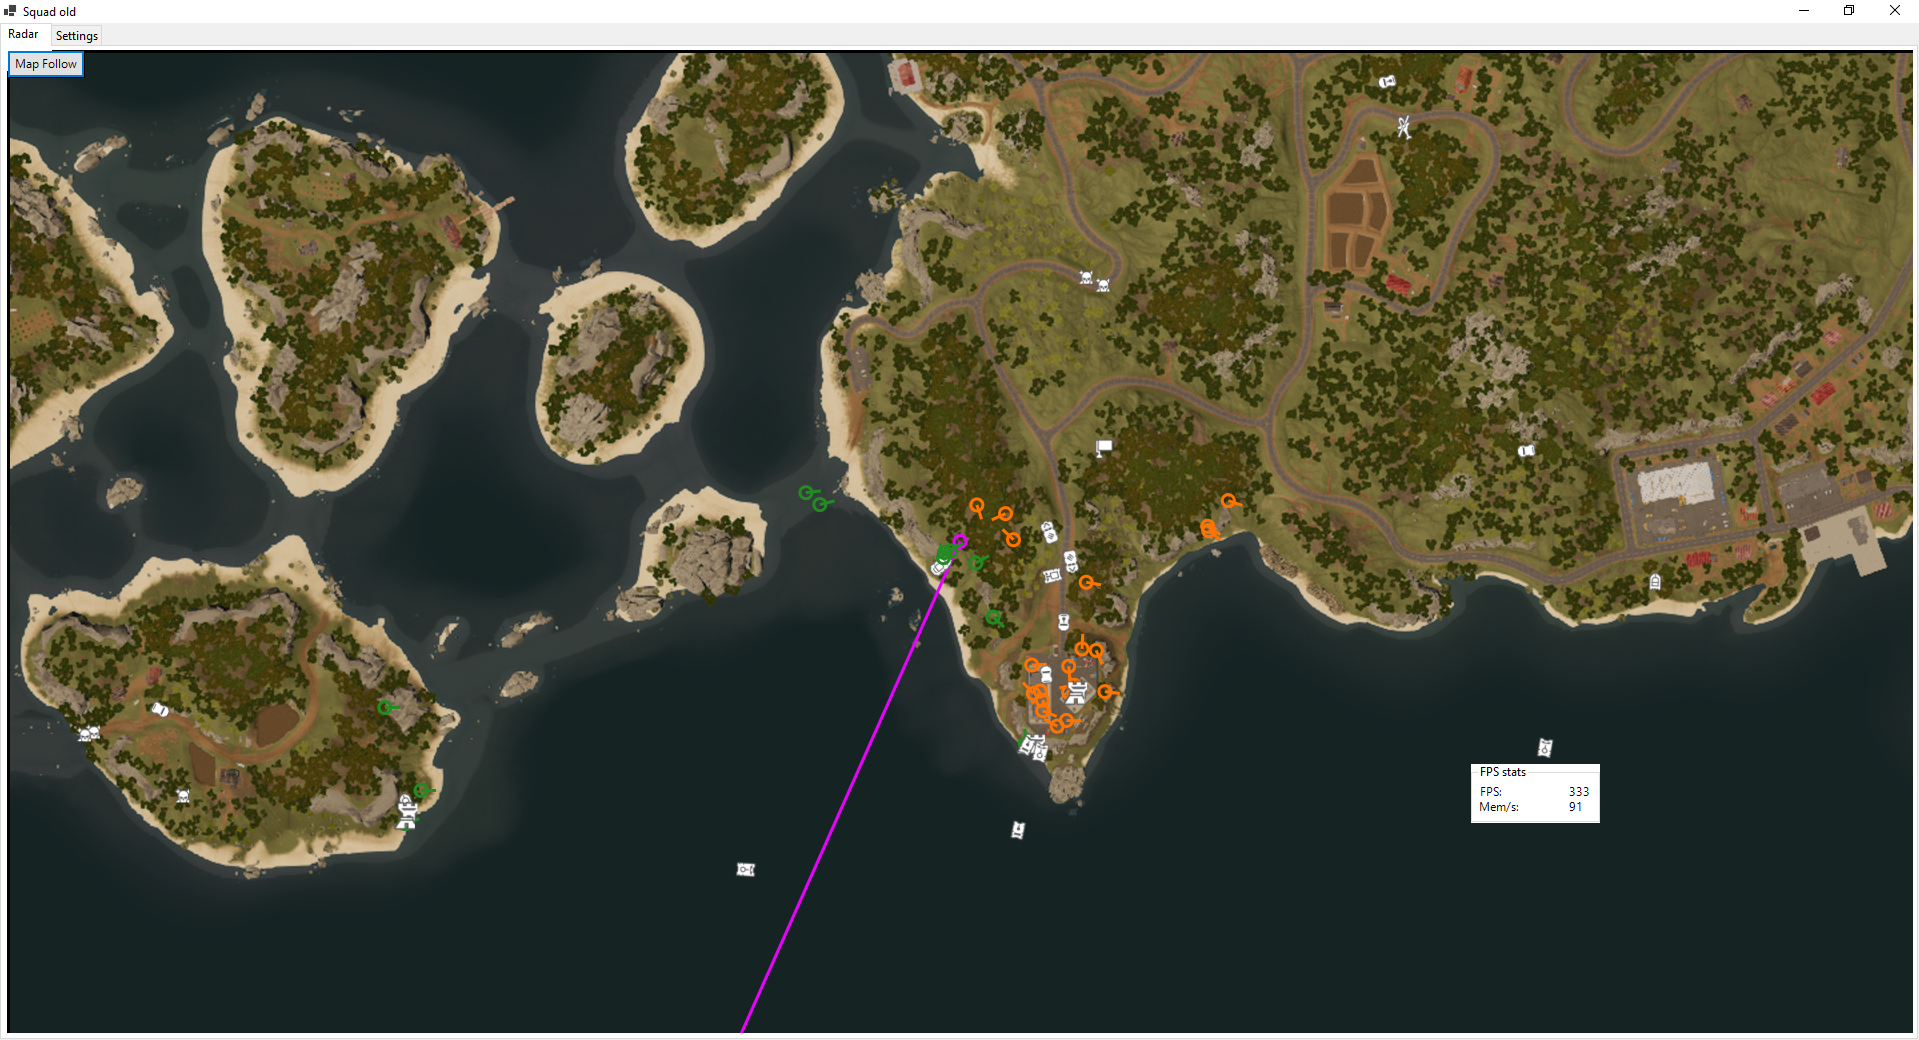 Squad old
Radar
Settings
Map Follow
FPS stats
FPS: 333
Mem/s: 91